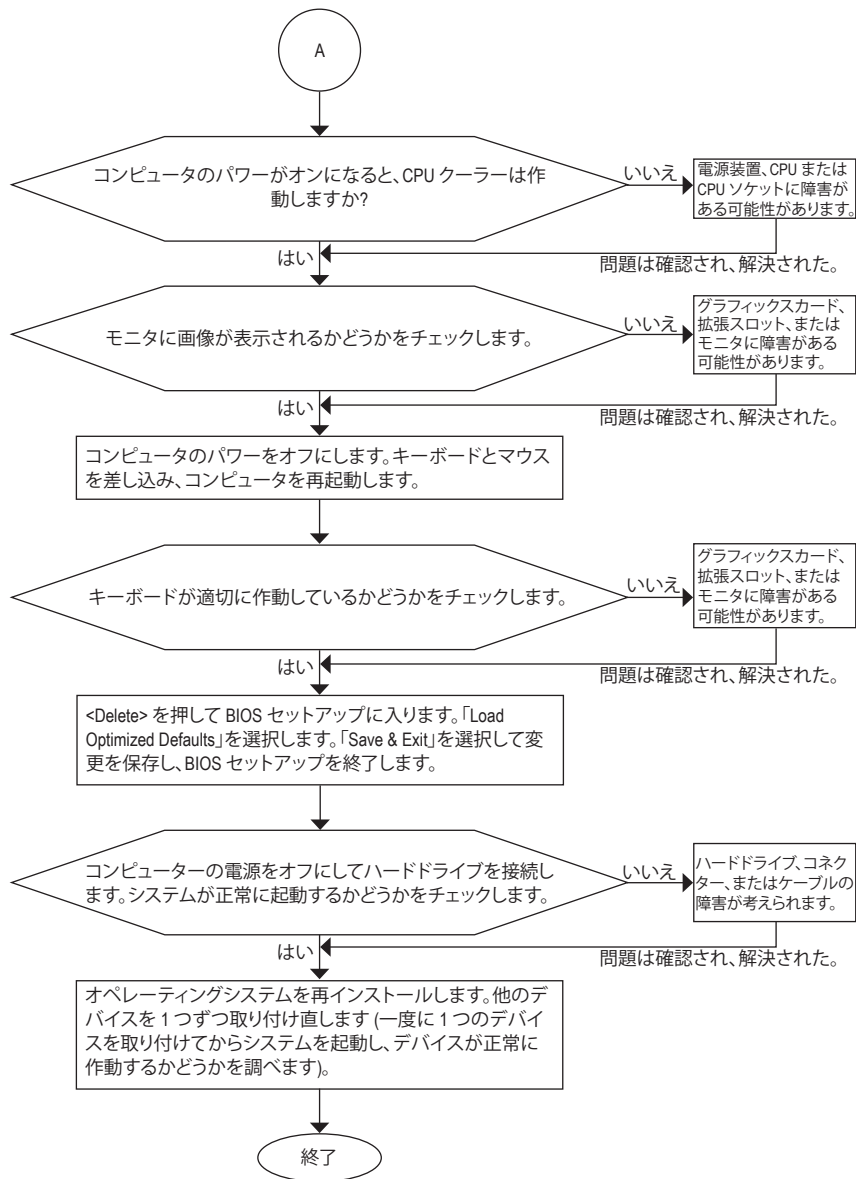 A
コンピュータのパワーがオンになると、CPU クーラーは作
動しますか?
いいえ
電源装置、CPU または
CPU ソケットに障害が
ある可能性があります。
はい
問題は確認され、解決された。
モニタに画像が表示されるかどうかをチェックします。
いいえ
グラフィックスカード、
拡張スロット、または
モニタに障害がある
可能性があります。
はい
問題は確認され、解決された。
コンピュータのパワーをオフにします。キーボードとマウス
を差し込み、コンピュータを再起動します。
キーボードが適切に作動しているかどうかをチェックします。
いいえ
グラフィックスカード、
拡張スロット、または
モニタに障害がある
可能性があります。
はい
問題は確認され、解決された。
<Delete> を押して BIOS セットアップに入ります。「Load
Optimized Defaults」を選択します。「Save & Exit」を選択して変
更を保存し、BIOS セットアップを終了します。
コンピューターの電源をオフにしてハードドライブを接続し
ます。システムが正常に起動するかどうかをチェックします。
いいえ
ハードドライブ、コネク
ター、またはケーブルの
障害が考えられます。
はい
問題は確認され、解決された。
オペレーティングシステムを再インストールします。他のデ
バイスを 1 つずつ取り付け直します (一度に 1 つのデバイ
スを取り付けてからシステムを起動し、デバイスが正常に
作動するかどうかを調べます)。
終了